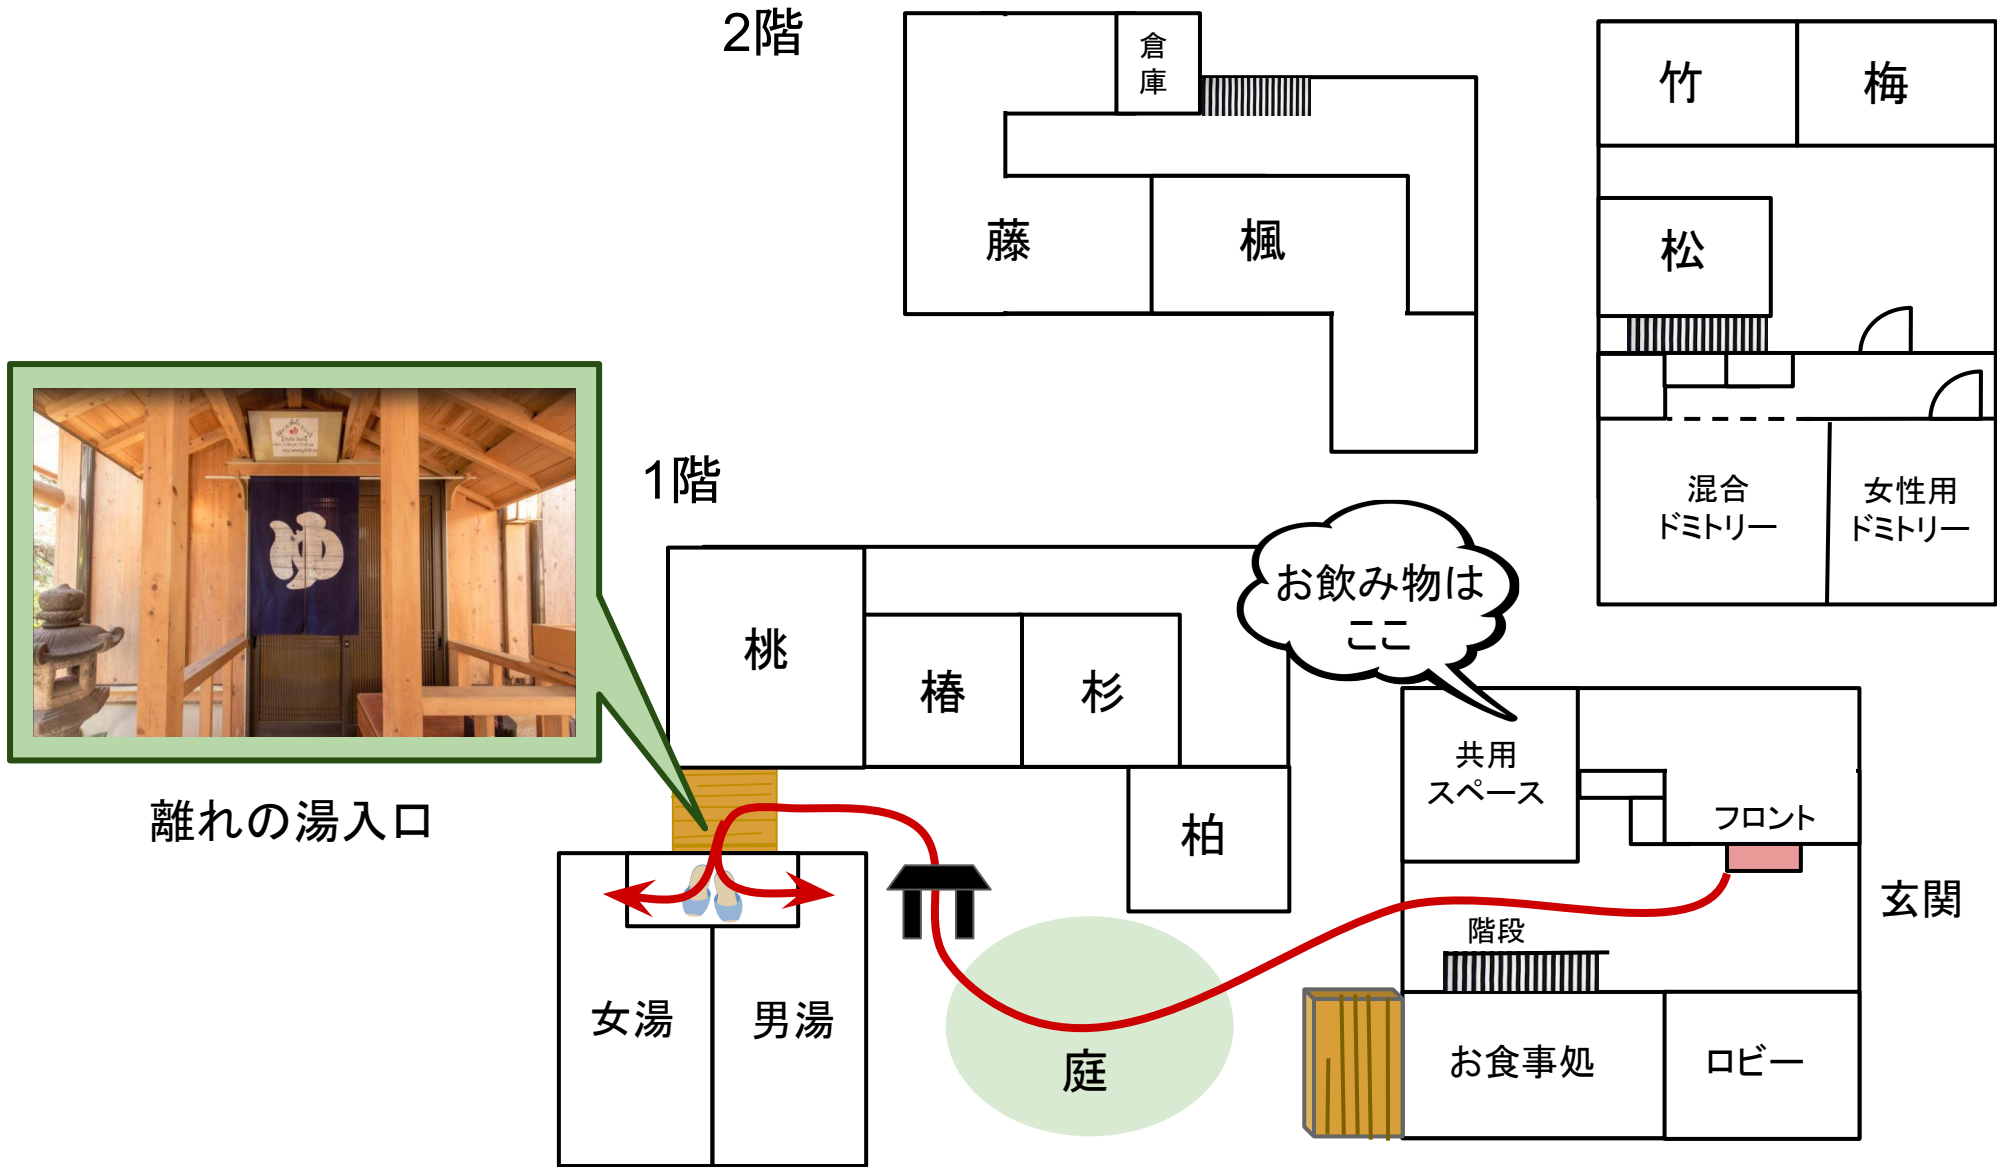 2階
倉
庫
竹
梅
藤
楓
松
混合
ドミトリー
女性用
ドミトリー
1階
お飲み物は
ここ
桃
椿
杉
柏
共用
スペース
フロント
離れの湯入口
ゆ
玄関
階段
女湯
男湯
庭
お食事処
ロビー